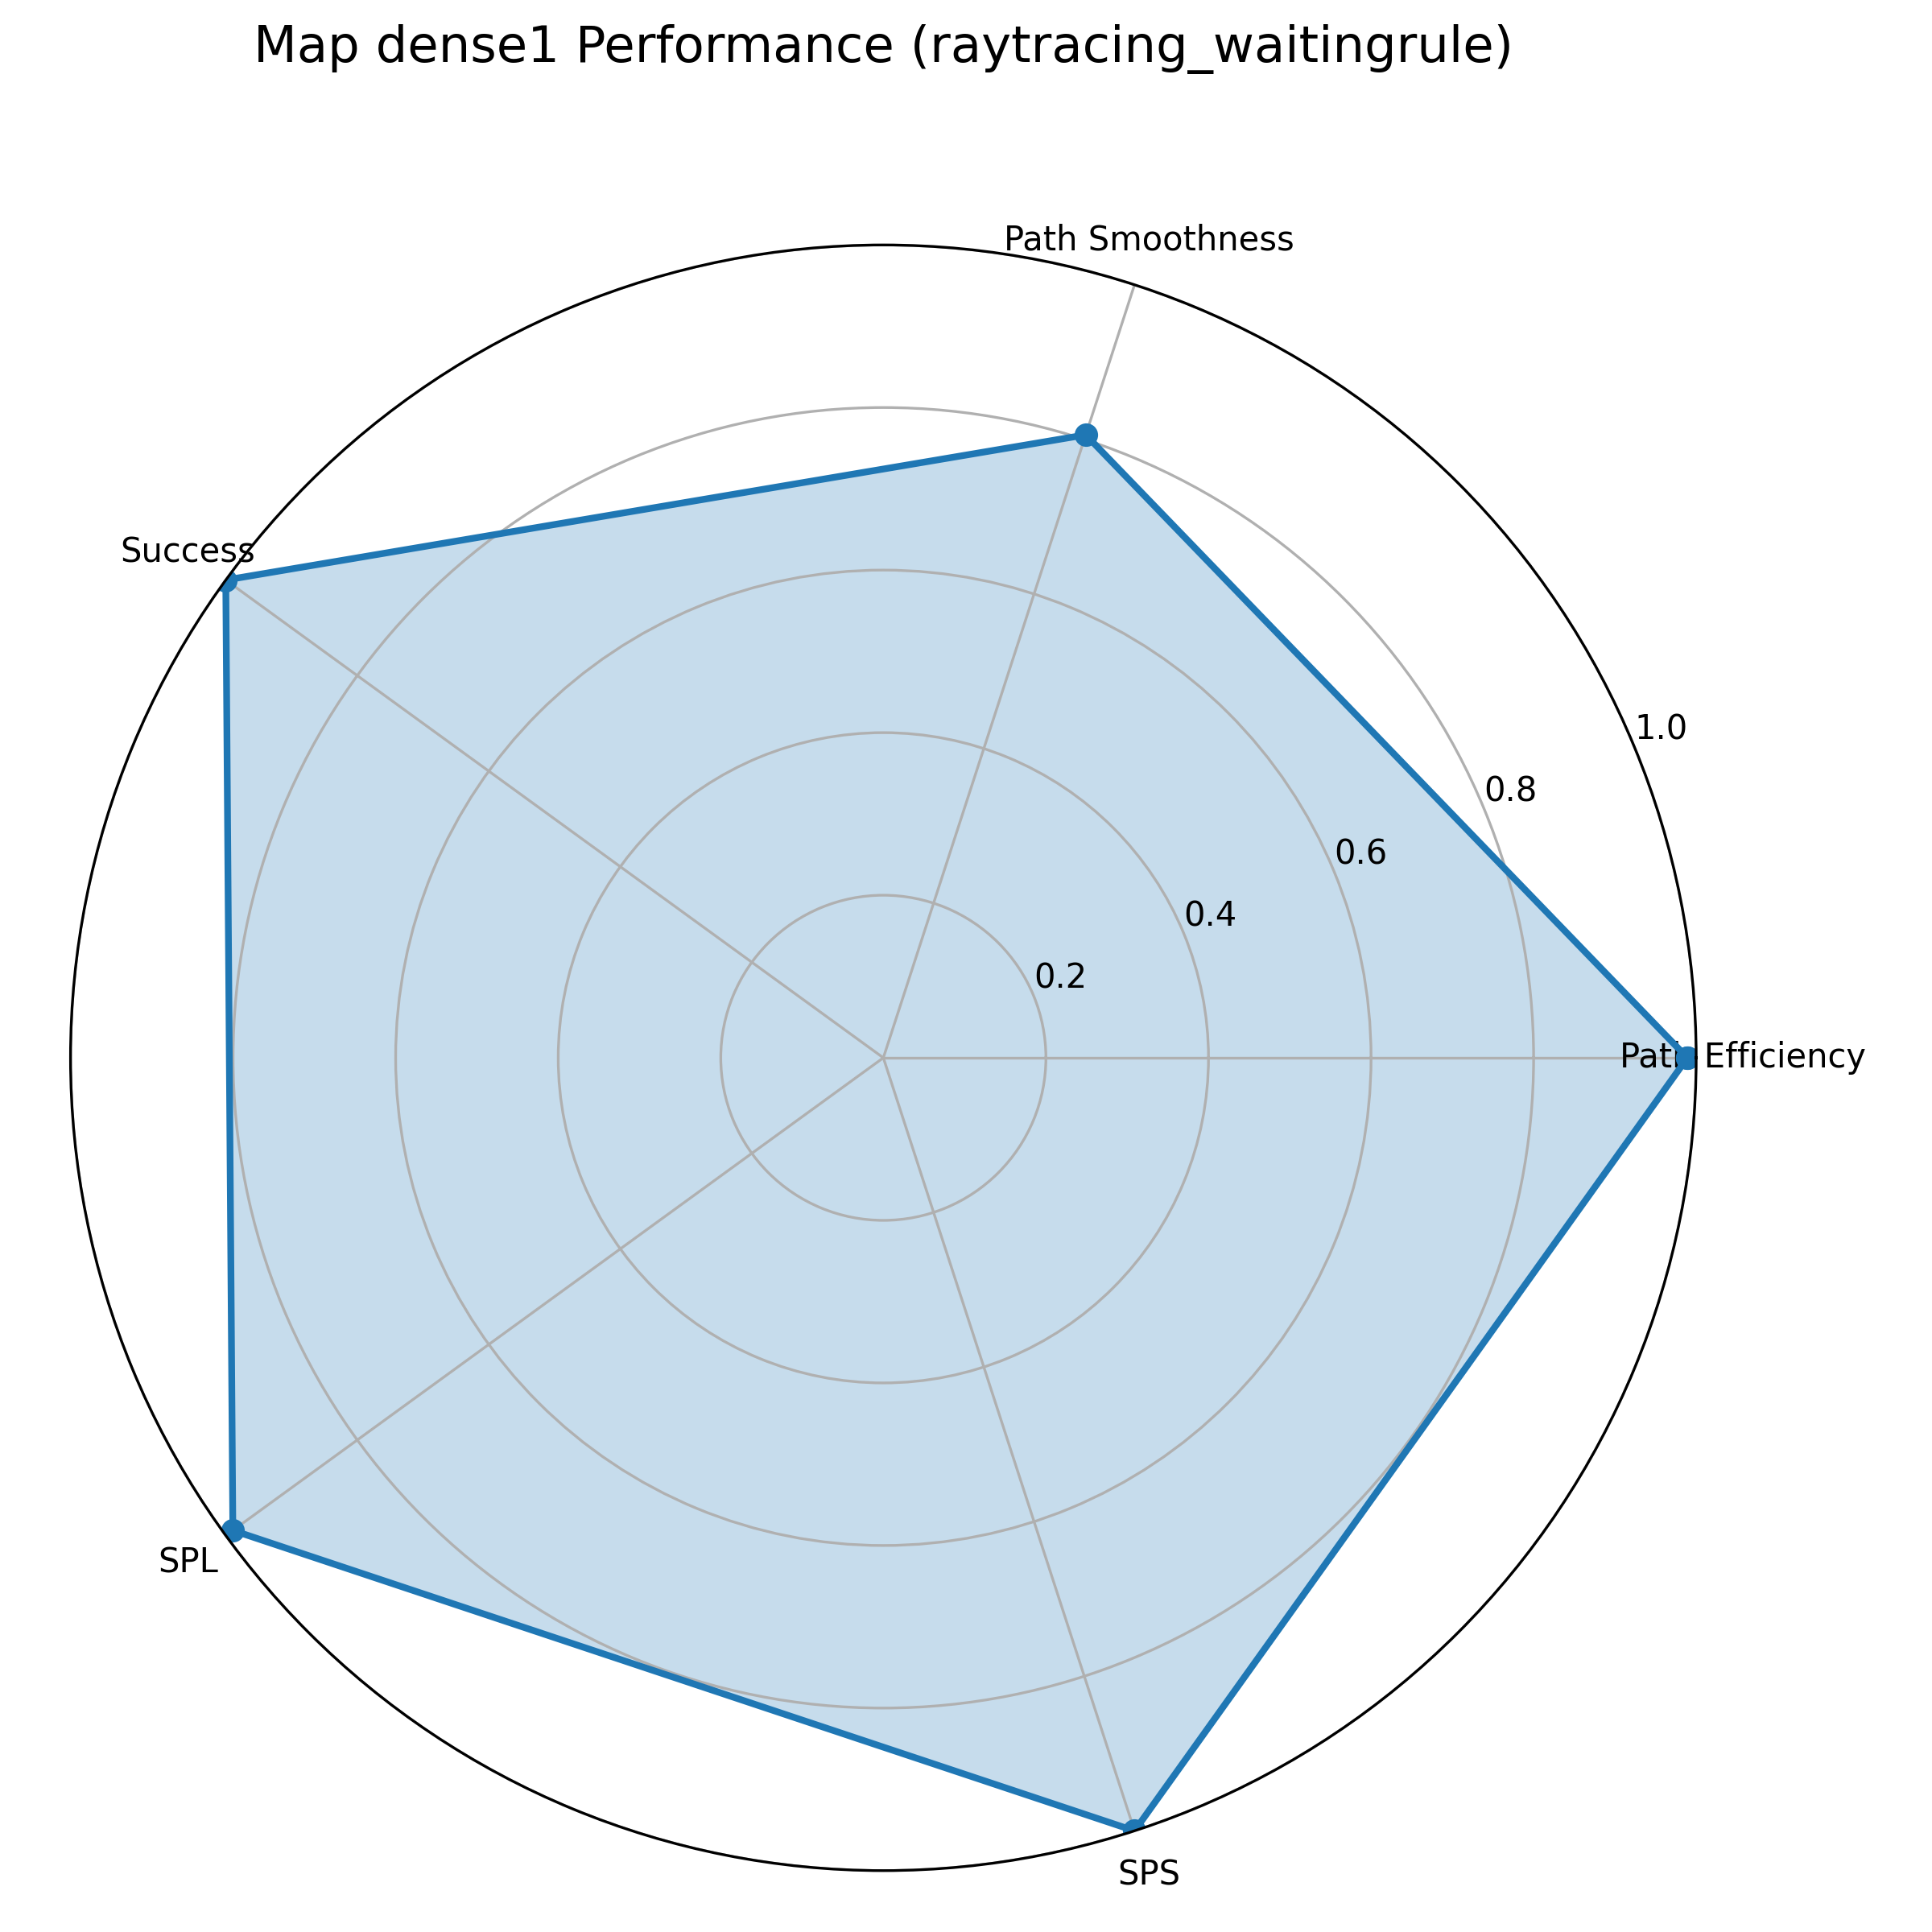 Map dense1 Performance (raytracing_waitingrule)
Path Smoothness
Success
1.0
0.8
0.6
0.4
0.2
Path Efficiency
SPL
SPS